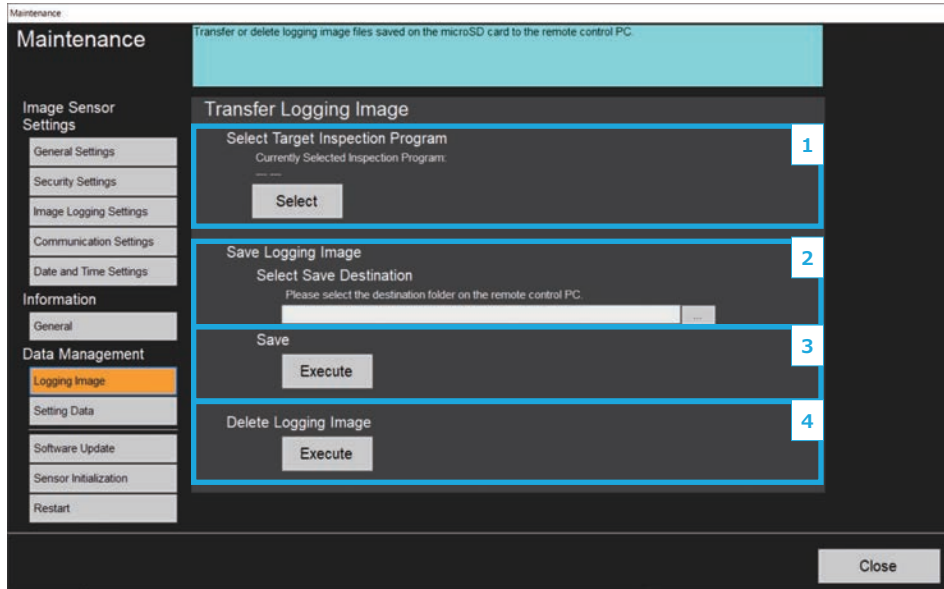 Maintenance
Maintenance
Transfer or delete logging image files saved on the microSD card to the remote control PC.
Image Sensor
Settings
General Settings
Security Settings
Image Logging Settings
Communication Settings
Date and Time Settings
Information
General
Data Management
Logging Image
Setting Data
Software Update
Sensor Initialization
Restart
Transfer Logging Image
Select Target Inspection Program
1
Currently Selected Inspection Program:
--- ---
Select
Save Logging Image
2
Select Save Destination
Please select the destination folder on the remote control PC.
...
Save
3
Execute
Delete Logging Image
4
Execute
Close